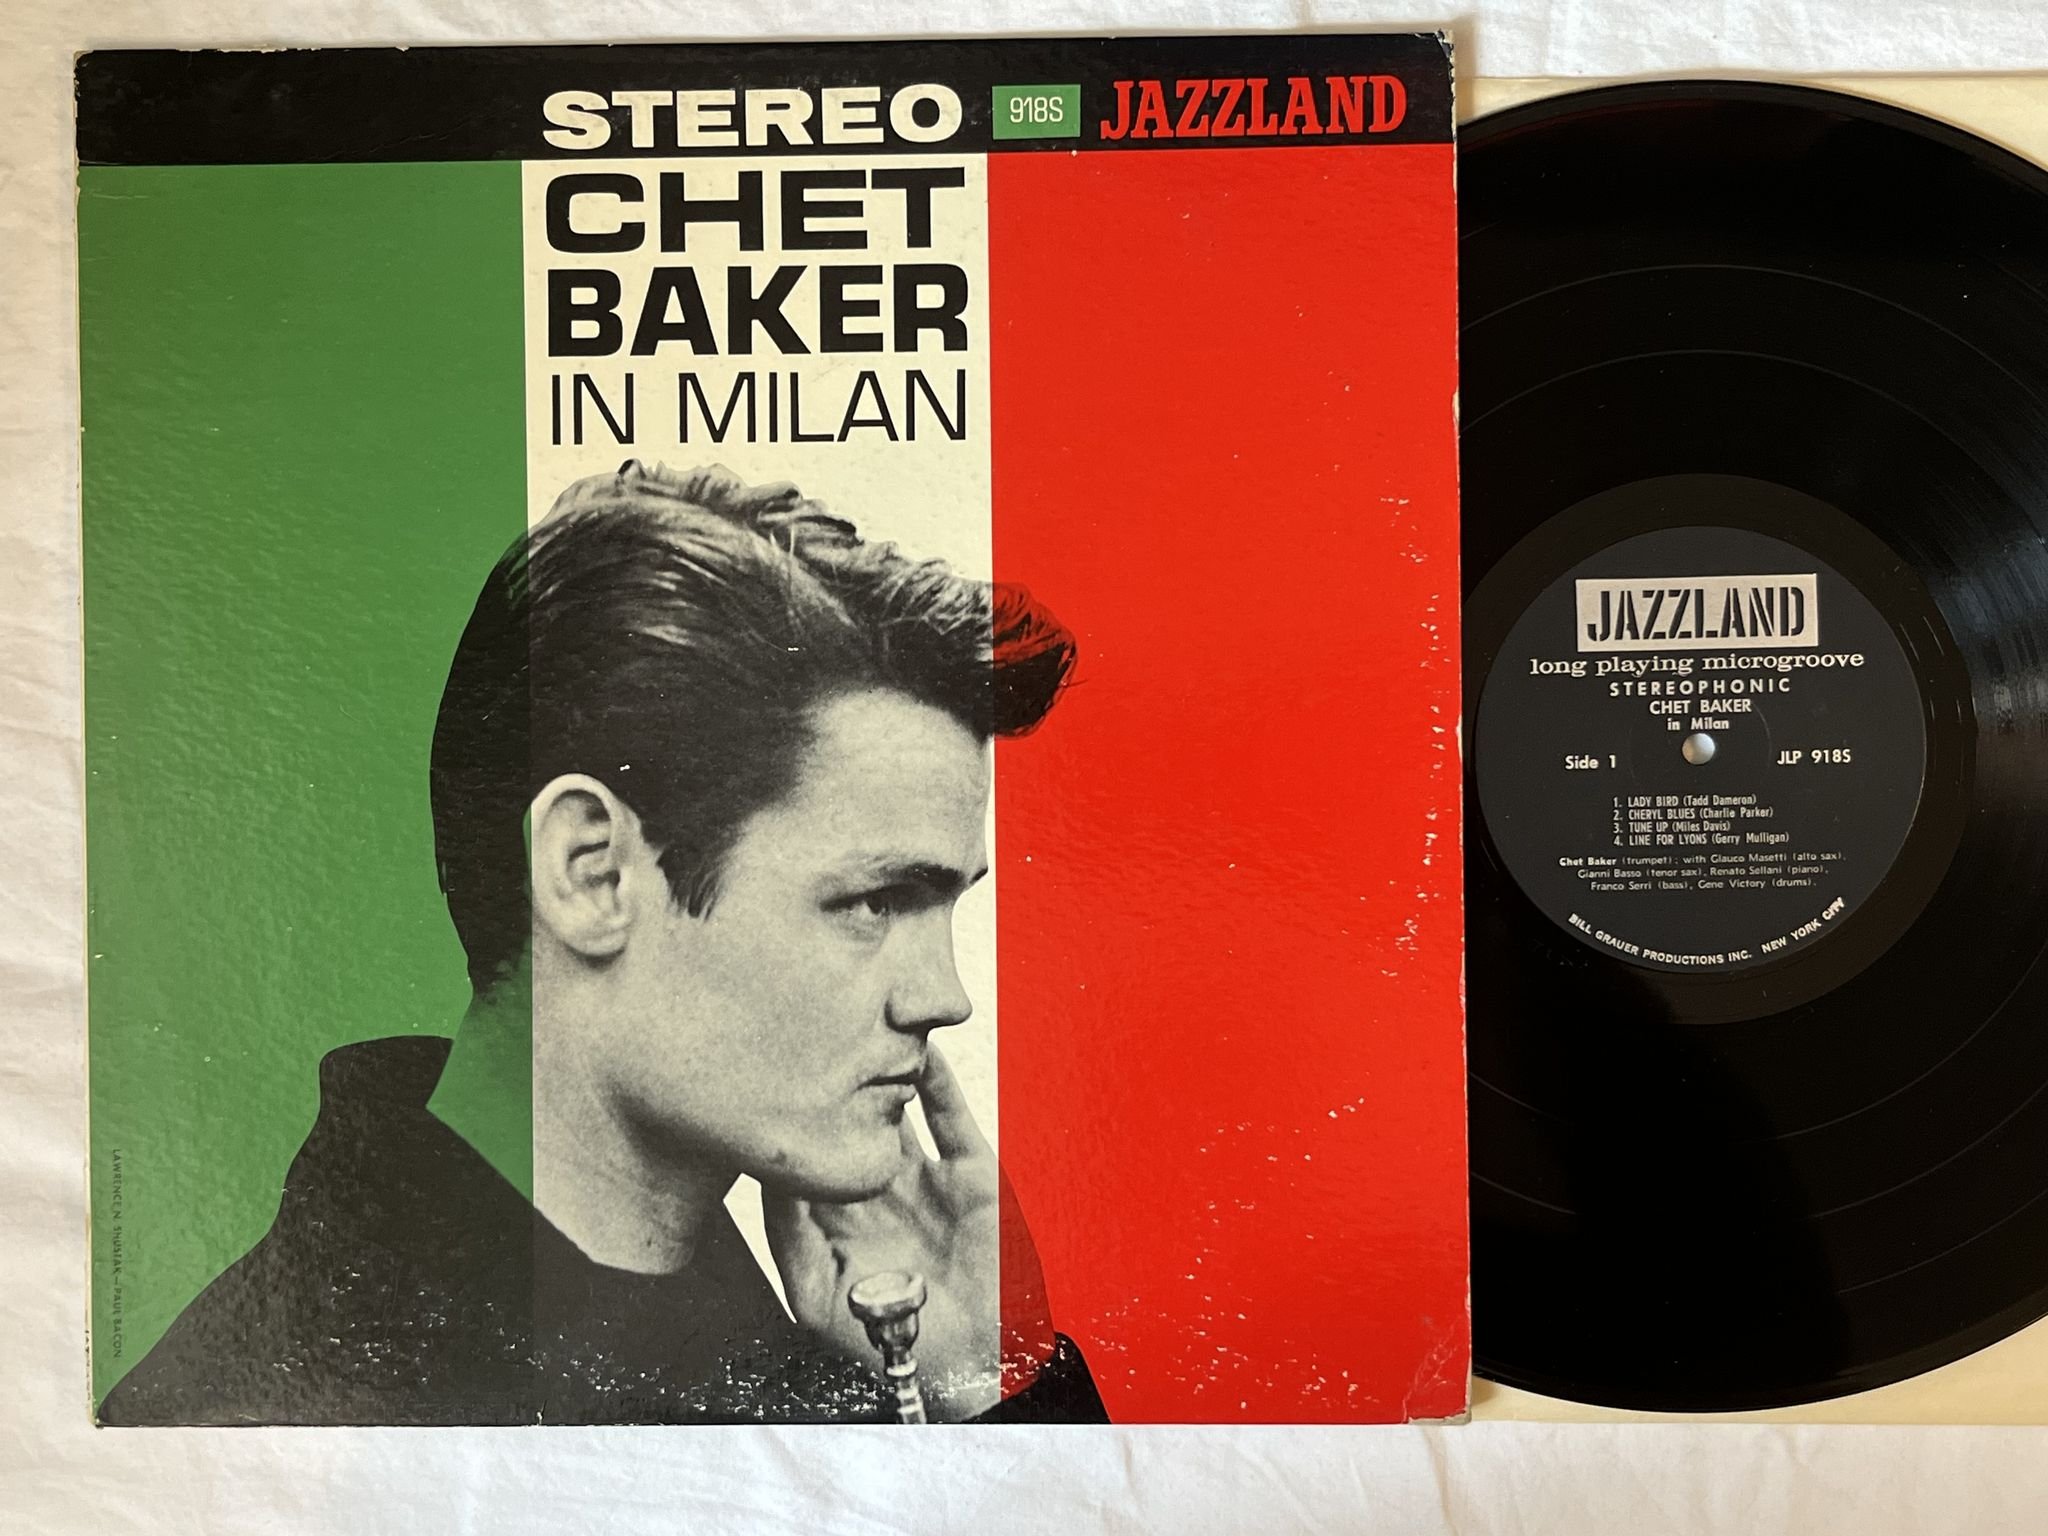 STEREO 918S JAZZLAND
CHET
BAKER
IN MILAN
LAWRENCE N. SHUSTAK—PAUL BACON
JAZZLAND
long playing microgroove
STEREOPHONIC
CHET BAKER
in Milan
Side 1 JLP 918S
1. LADY BIRD (Tadd Dameron)
2. CHERYL BLUES (Charlie Parker)
3. TUNE UP (Miles Davis)
4. LINE FOR LYONS (Gerry Mulligan)
Chet Baker (trumpet); with Glauco Masetti (alto sax),
Gianni Basso (tenor sax), Renato Sellani (piano),
Franco Serri (bass), Gene Victory (drums).
BILL GRAUER PRODUCTIONS INC. NEW YORK CITY